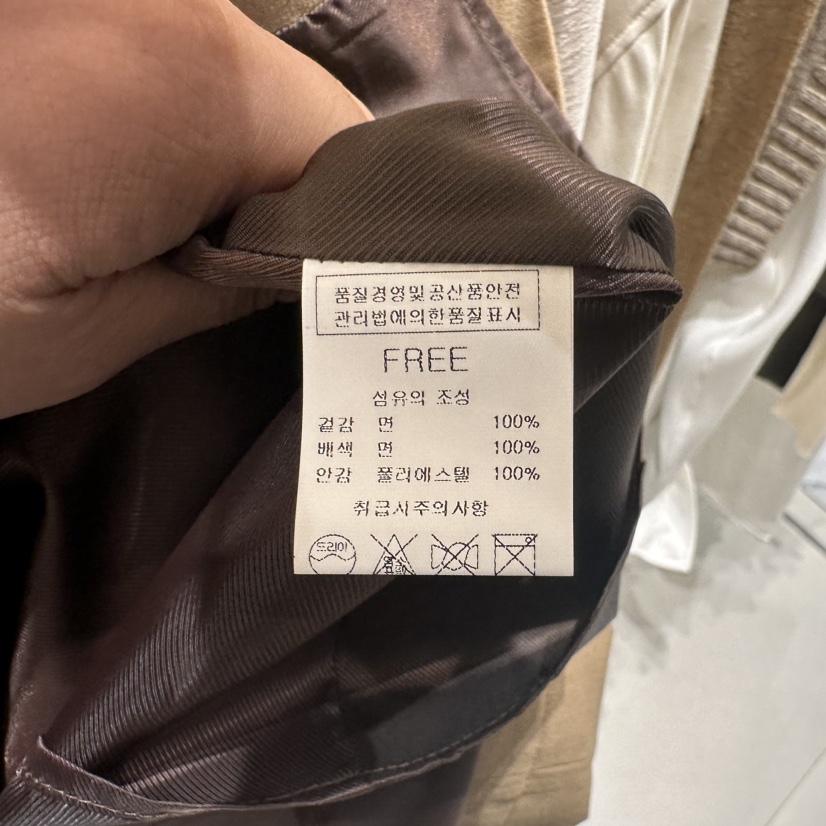 품질경영및공산품안전
관리법에의한품질표시
FREE
섬유의 조성
겉감 면 100%
배색 면 100%
안감 폴리에스텔 100%
취급시주의사항
드라이
염소